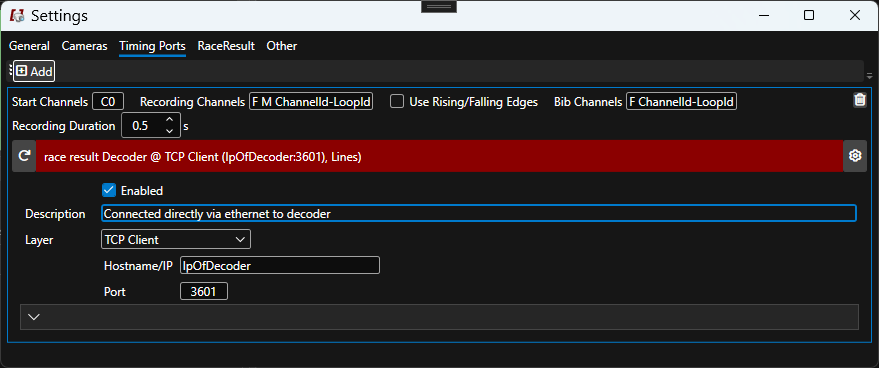 Settings
General Cameras Timing Ports RaceResult Other
Add
Start Channels C0 Recording Channels F M ChannelId-LoopId Use Rising/Falling Edges Bib Channels F ChannelId-LoopId
Recording Duration 0.5 s
race result Decoder @ TCP Client (IpOfDecoder:3601), Lines)
Enabled
Description Connected directly via ethernet to decoder
Layer TCP Client
Hostname/IP IpOfDecoder
Port 3601